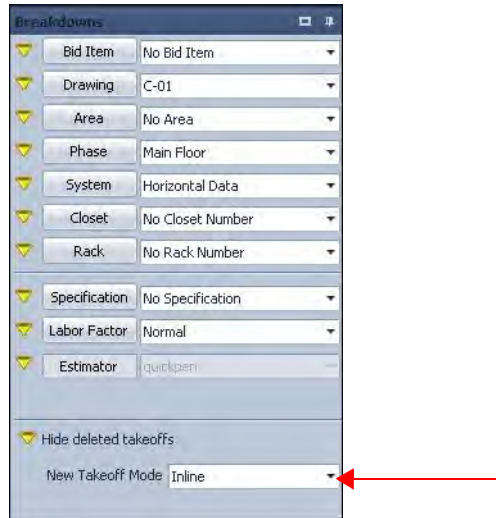 Breakdowns
Bid Item No Bid Item
Drawing C-01
Area No Area
Phase Main Floor
System Horizontal Data
Closet No Closet Number
Rack No Rack Number
Specification No Specification
Labor Factor Normal
Estimator quickpen
Hide deleted takeoffs
New Takeoff Mode Inline